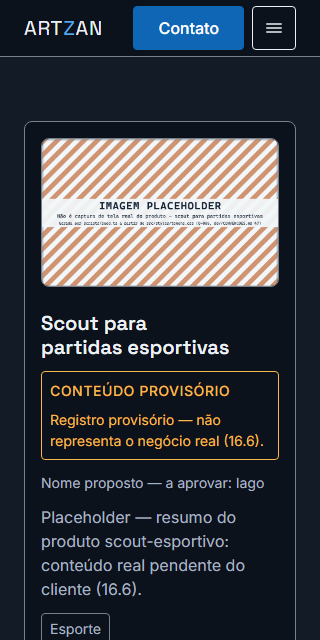 ARTZAN
Contato
IMAGEM PLACEHOLDER
Não é captura de tela real do produto — scout para partidas esportivas
Scout para
partidas esportivas
CONTEÚDO PROVISÓRIO
Registro provisório — não
representa o negócio real (16.6).
Nome proposto — a aprovar: Iago
Placeholder — resumo do
produto scout-esportivo:
conteúdo real pendente do
cliente (16.6).
Esporte